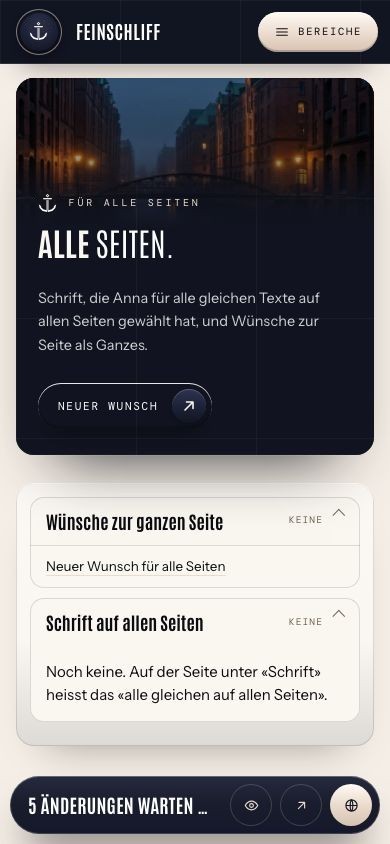 FEINSCHLIFF
BEREICHE
FÜR ALLE SEITEN
ALLE SEITEN.
Schrift, die Anna für alle gleichen Texte auf
allen Seiten gewählt hat, und Wünsche zur
Seite als Ganzes.
NEUER WUNSCH
Wünsche zur ganzen Seite
KEINE
Neuer Wunsch für alle Seiten
Schrift auf allen Seiten
KEINE
Noch keine. Auf der Seite unter «Schrift»
heisst das «alle gleichen auf allen Seiten».
5 ÄNDERUNGEN WARTEN …